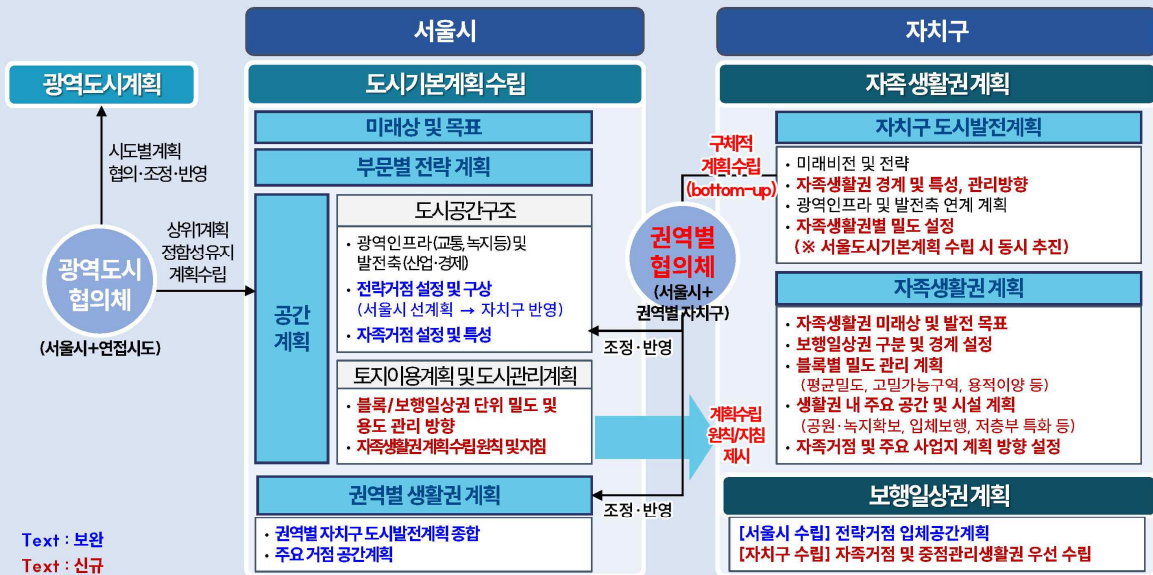 서울시
자치구
광역도시계획
도시기본계획 수립
자족 생활권 계획
시도별계획
협의·조정·반영
광역도시
협의체
(서울시+연접시도)
상위계획
정합성 유지
계획수립
미래상 및 목표
부문별 전략 계획
공간
계획
도시공간구조
· 광역인프라(교통, 녹지등) 및
발전축(산업·경제)
· 전략거점 설정 및 구상
(서울시 선계획 → 자치구 반영)
· 자족거점 설정 및 특성
토지이용계획 및 도시관리계획
· 블록/보행일상권 단위 밀도 및
용도 관리 방향
· 자족생활권 계획수립 원칙 및 지침
권역별 생활권 계획
· 권역별 자치구 도시발전계획 종합
· 주요 거점 공간계획
구체적
계획 수립
(bottom-up)
권역별
협의체
(서울시+
권역별 자치구)
조정·반영
계획수립
원칙/지침
제시
조정·반영
자치구 도시발전계획
· 미래비전 및 전략
· 자족생활권 경계 및 특성, 관리방향
· 광역인프라 및 발전축 연계 계획
· 자족생활권별 밀도 설정
(※ 서울도시기본계획 수립 시 동시 추진)
자족생활권 계획
· 자족생활권 미래상 및 발전 목표
· 보행일상권 구분 및 경계 설정
· 블록별 밀도 관리 계획
(평균밀도, 고밀가능구역, 용적이양 등)
· 생활권 내 주요 공간 및 시설 계획
(공원·녹지확보, 입체보행, 저층부 특화 등)
· 자족거점 및 주요 사업지 계획 방향 설정
보행일상권 계획
[서울시 수립] 전략거점 입체공간계획
[자치구 수립] 자족거점 및 중점관리생활권 우선 수립
Text : 보완
Text : 신규